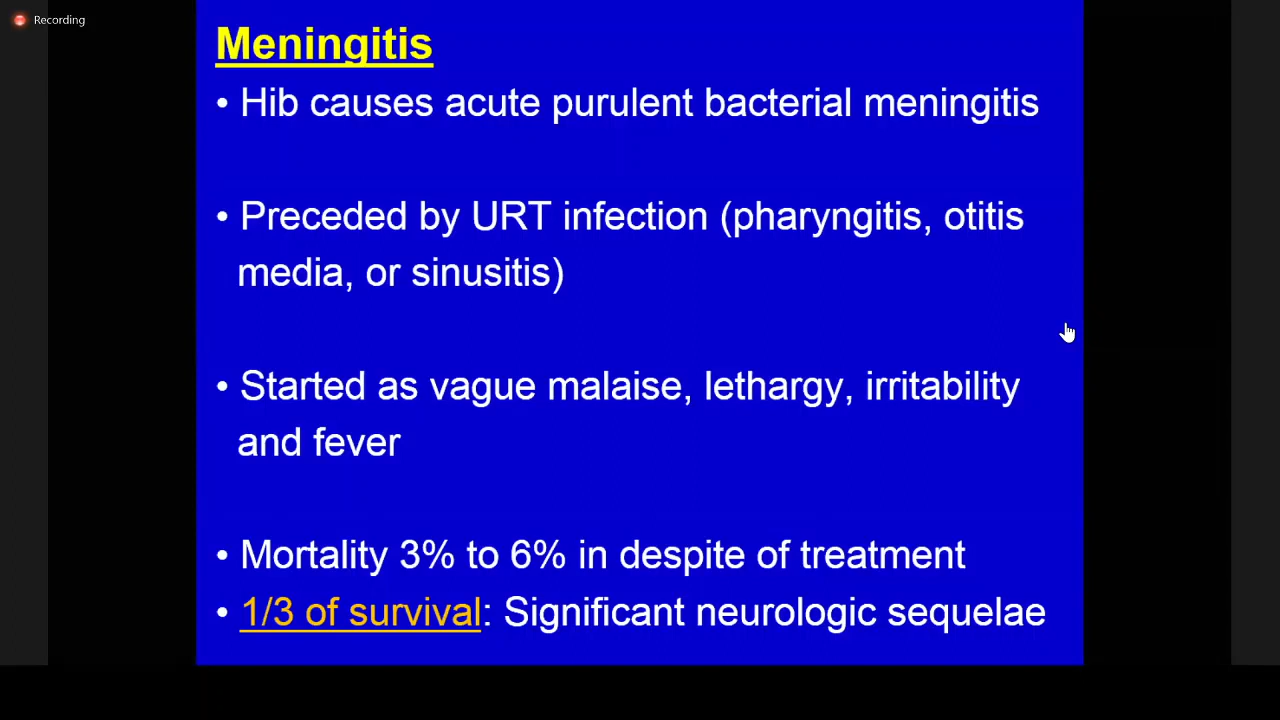 Recording
Meningitis
• Hib causes acute purulent bacterial meningitis
• Preceded by URT infection (pharyngitis, otitis
media, or sinusitis)
• Started as vague malaise, lethargy, irritability
and fever
• Mortality 3% to 6% in despite of treatment
• 1/3 of survival: Significant neurologic sequelae